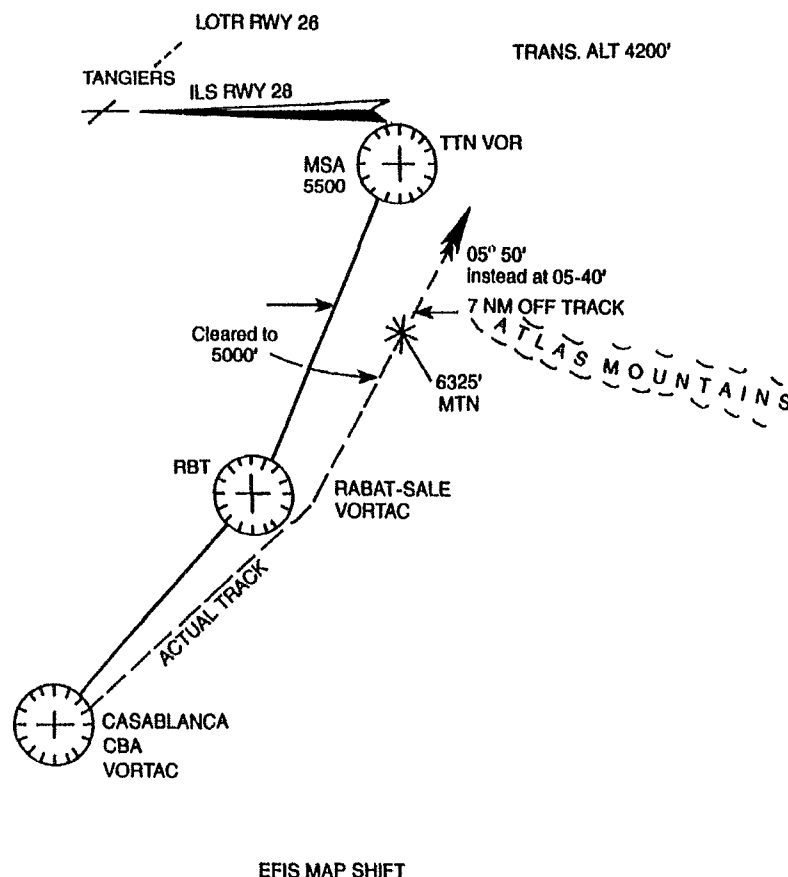 LOTR RWY 26
TRANS. ALT 4200'
TANGIERS
ILS RWY 28
TTN VOR
MSA
5500
05° 50'
instead at 05-40'
7 NM OFF TRACK
Cleared to
5000'
ATLAS MOUNTAINS
6325'
MTN
RBT
RABAT-SALE
VORTAC
ACTUAL TRACK
CASABLANCA
CBA
VORTAC
EFIS MAP SHIFT